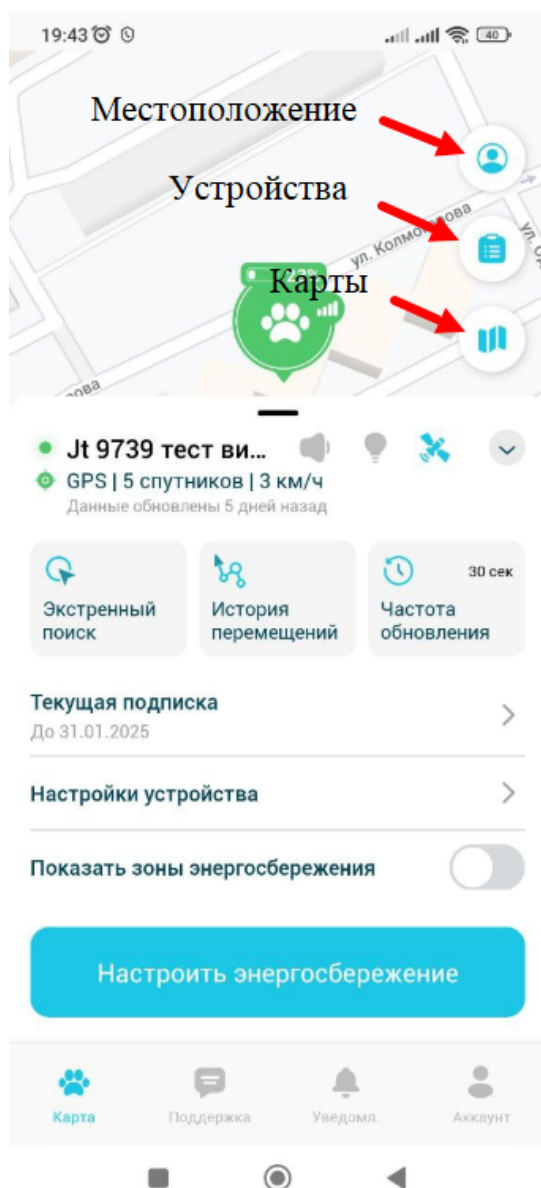 19:43
40
Местоположение
Устройства
ул. Колмогорова
Карты
Jt 9739 тест ви...
GPS | 5 спутников | 3 км/ч
Данные обновлены 5 дней назад
30 сек
Экстренный
поиск
История
перемещений
Частота
обновления
Текущая подписка
До 31.01.2025
Настройки устройства
Показать зоны энергосбережения
Настроить энергосбережение
Карта
Поддержка
Уведомл.
Аккаунт